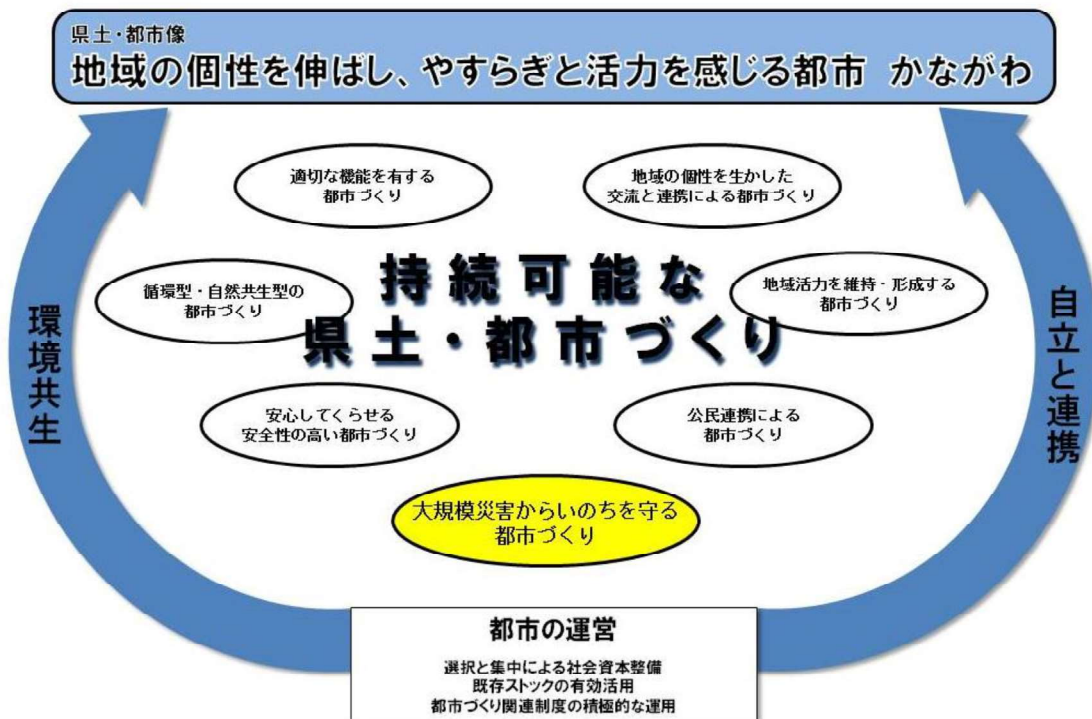 県土・都市像
地域の個性を伸ばし、やすらぎと活力を感じる都市 かながわ
適切な機能を有する
都市づくり
地域の個性を生かした
交流と連携による都市づくり
持続可能な
県土・都市づくり
循環型・自然共生型の
都市づくり
地域活力を維持・形成する
都市づくり
環境共生
自立と連携
安心してくらせる
安全性の高い都市づくり
公民連携による
都市づくり
大規模災害からいのちを守る
都市づくり
都市の運営
選択と集中による社会資本整備
既存ストックの有効活用
都市づくり関連制度の積極的な運用